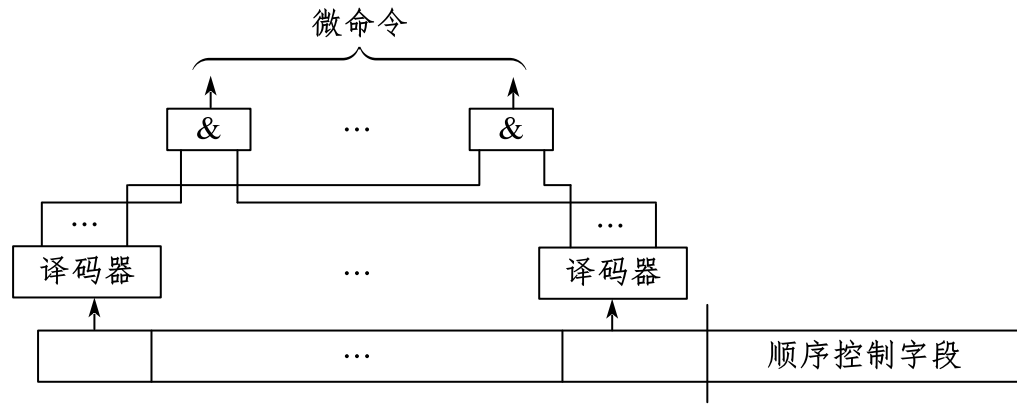 微命令
& … &
… …
译码器 … 译码器
… 顺序控制字段